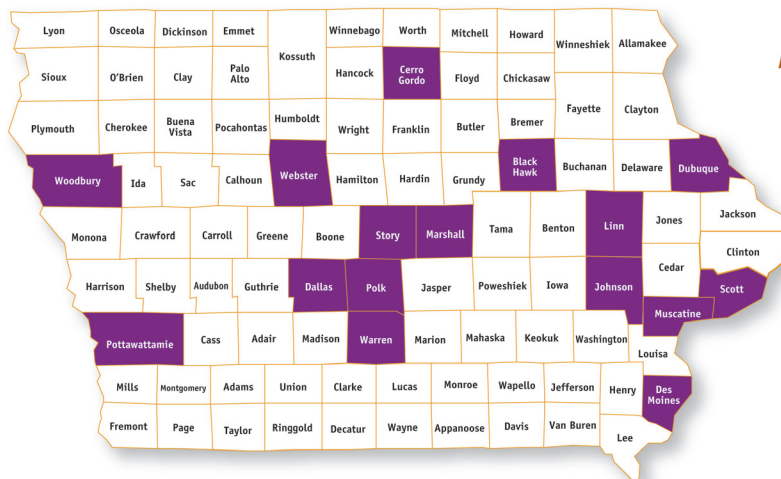 Lyon
Osceola
Dickinson
Emmet
Kossuth
Winnebago
Worth
Mitchell
Howard
Winneshiek
Allamakee
Sioux
O'Brien
Clay
Palo
Alto
Hancock
Cerro
Gordo
Floyd
Chickasaw
Fayette
Clayton
Plymouth
Cherokee
Buena
Vista
Pocahontas
Humboldt
Wright
Franklin
Butler
Bremer
Woodbury
Ida
Sac
Calhoun
Webster
Hamilton
Hardin
Grundy
Black
Hawk
Buchanan
Delaware
Dubuque
Monona
Crawford
Carroll
Greene
Boone
Story
Marshall
Tama
Benton
Linn
Jones
Jackson
Clinton
Harrison
Shelby
Audubon
Guthrie
Dallas
Polk
Jasper
Poweshiek
Iowa
Johnson
Cedar
Scott
Muscatine
Pottawattamie
Cass
Adair
Madison
Warren
Marion
Mahaska
Keokuk
Washington
Louisa
Mills
Montgomery
Adams
Union
Clarke
Lucas
Monroe
Wapello
Jefferson
Henry
Des
Moines
Fremont
Page
Taylor
Ringgold
Decatur
Wayne
Appanoose
Davis
Van Buren
Lee